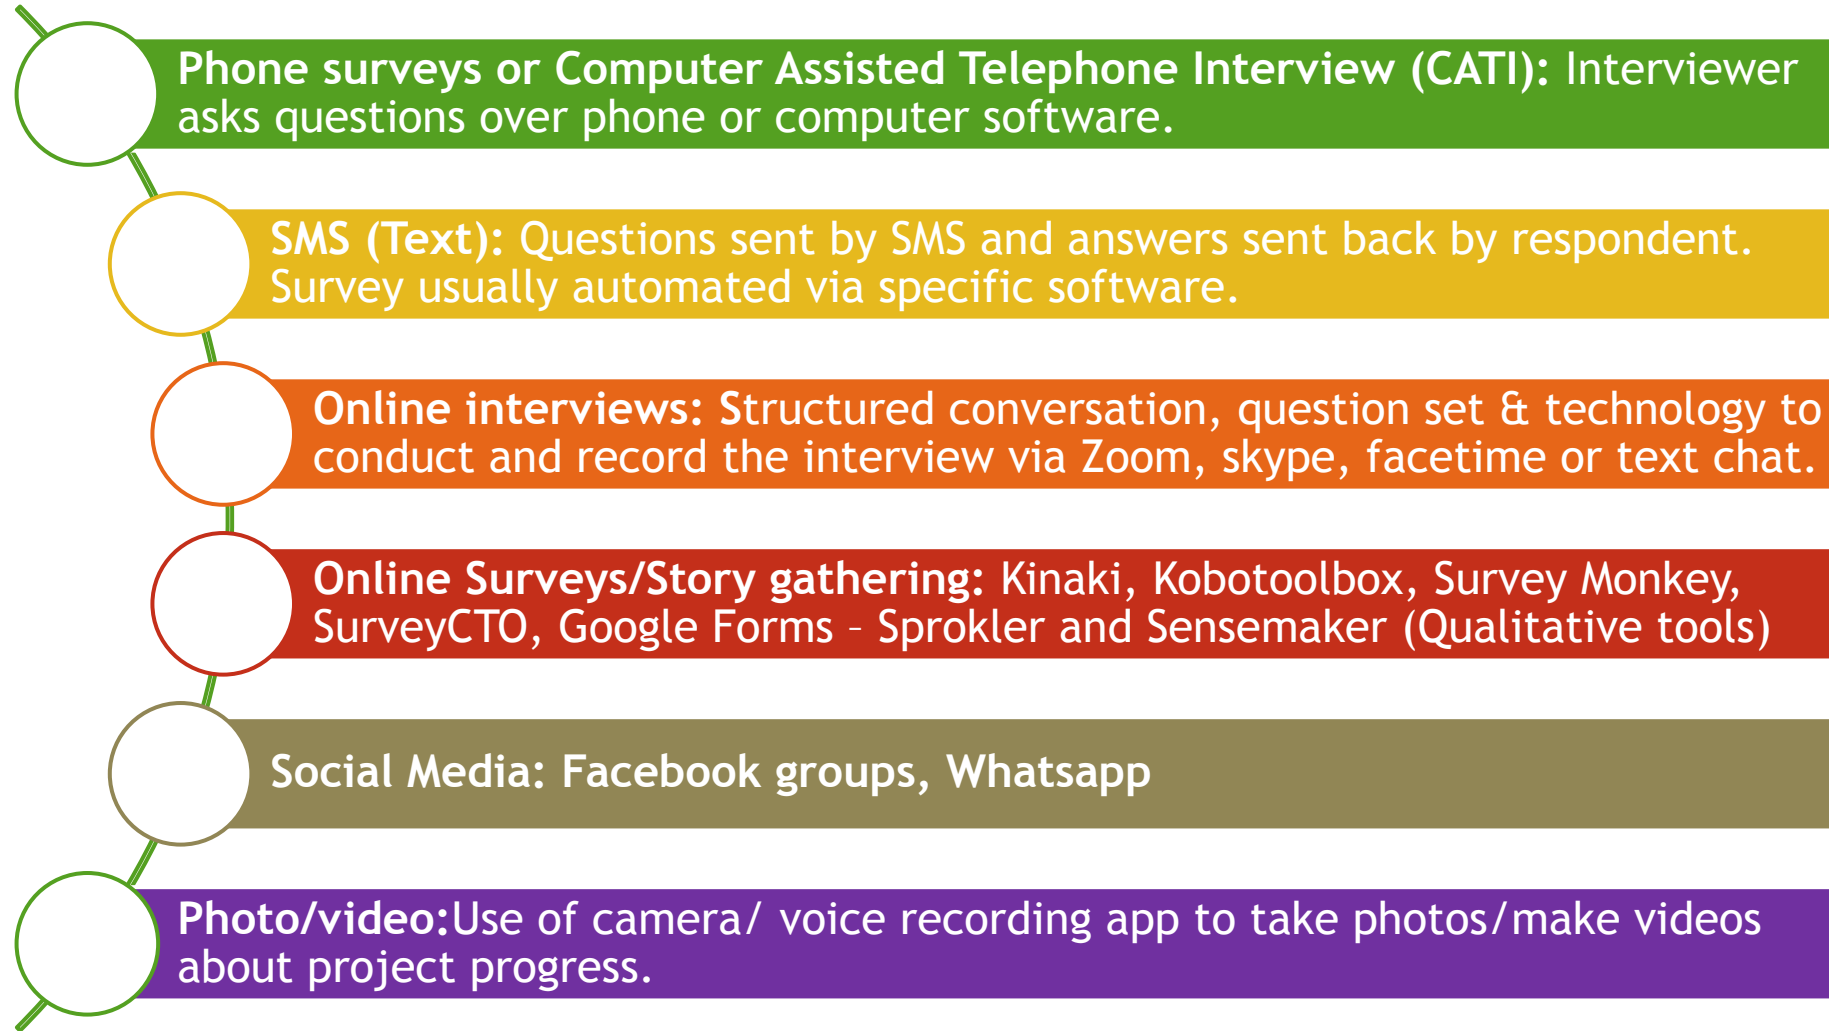 Phone surveys or Computer Assisted Telephone Interview (CATI): Interviewer
asks questions over phone or computer software.
SMS (Text): Questions sent by SMS and answers sent back by respondent.
Survey usually automated via specific software.
Online interviews: Structured conversation, question set & technology to
conduct and record the interview via Zoom, skype, facetime or text chat.
Online Surveys/Story gathering: Kinaki, Kobotoolbox, Survey Monkey,
SurveyCTO, Google Forms – Sprokler and Sensemaker (Qualitative tools)
Social Media: Facebook groups, Whatsapp
Photo/video:Use of camera/ voice recording app to take photos/make videos
about project progress.